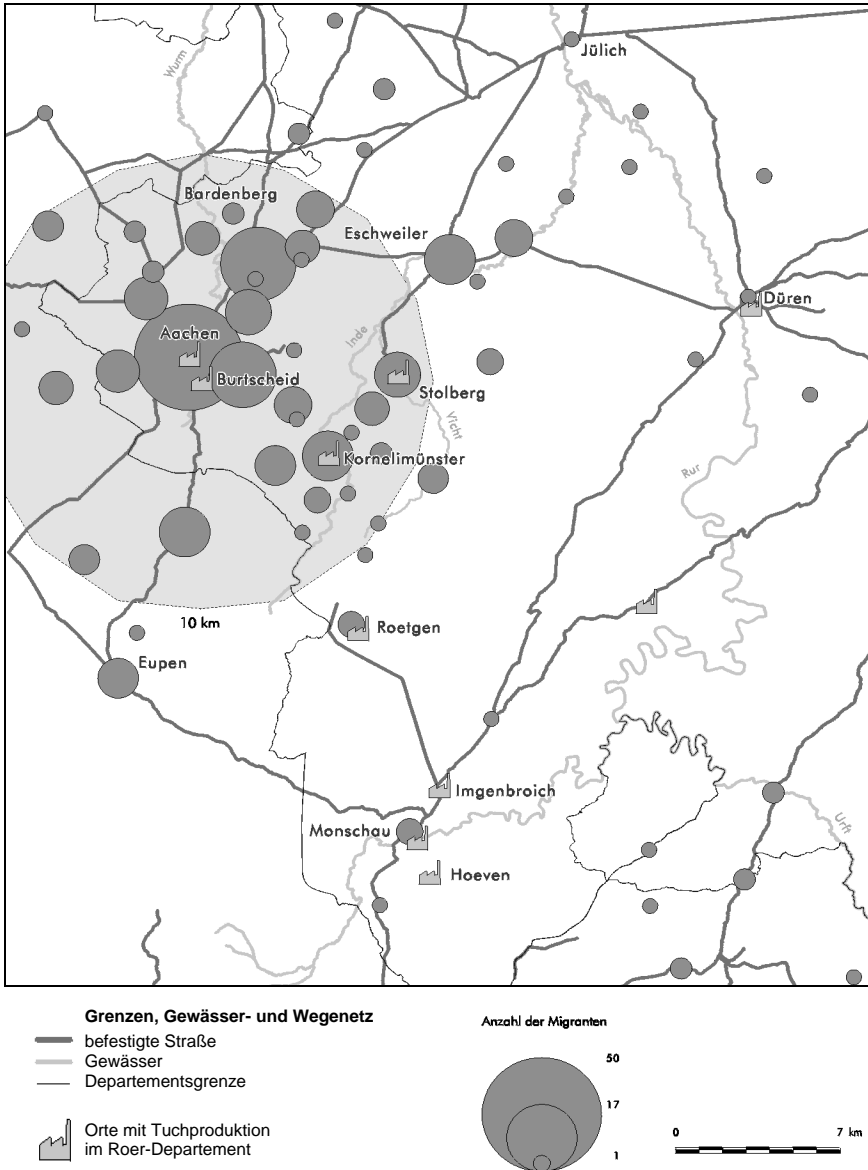 Jülich
Wurm
Bardenberg
Eschweiler
Düren
Aachen
Inde
Burtscheid
Stolberg
Vicht
Kornelimünster
Rur
10 km
Roetgen
Eupen
Imgenbroich
Monschau
Urft
Hoeven
Grenzen, Gewässer- und Wegenetz
befestigte Straße
Gewässer
Departementsgrenze
Orte mit Tuchproduktion
im Roer-Departement
Anzahl der Migranten
50
17
1
0 7 km